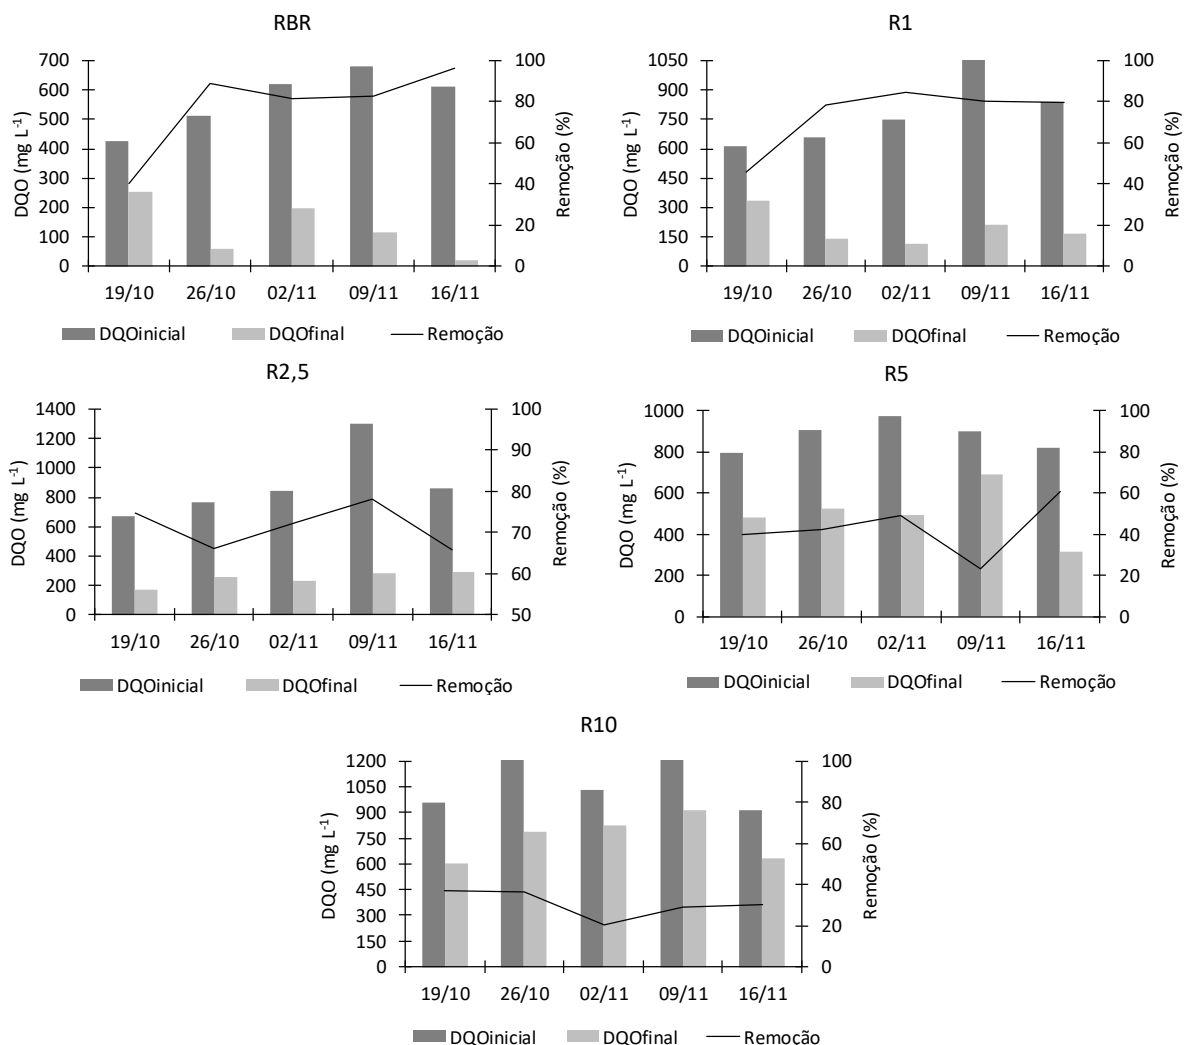 RBR
DQO (mg L⁻¹)
700
600
500
400
300
200
100
0
100
80
60
40
20
0
Remoção (%)
19/10 26/10 02/11 09/11 16/11
DQOinicial DQOfinal Remoção
R1
DQO (mg L⁻¹)
1050
900
750
600
450
300
150
0
100
80
60
40
20
0
Remoção (%)
19/10 26/10 02/11 09/11 16/11
DQOinicial DQOfinal Remoção
R2,5
DQO (mg L⁻¹)
1400
1200
1000
800
600
400
200
0
100
90
80
70
60
50
Remoção (%)
19/10 26/10 02/11 09/11 16/11
DQOinicial DQOfinal Remoção
R5
DQO (mg L⁻¹)
1000
800
600
400
200
0
100
80
60
40
20
0
Remoção (%)
19/10 26/10 02/11 09/11 16/11
DQOinicial DQOfinal Remoção
R10
DQO (mg L⁻¹)
1200
1050
900
750
600
450
300
150
0
100
80
60
40
20
0
Remoção (%)
19/10 26/10 02/11 09/11 16/11
DQOinicial DQOfinal Remoção